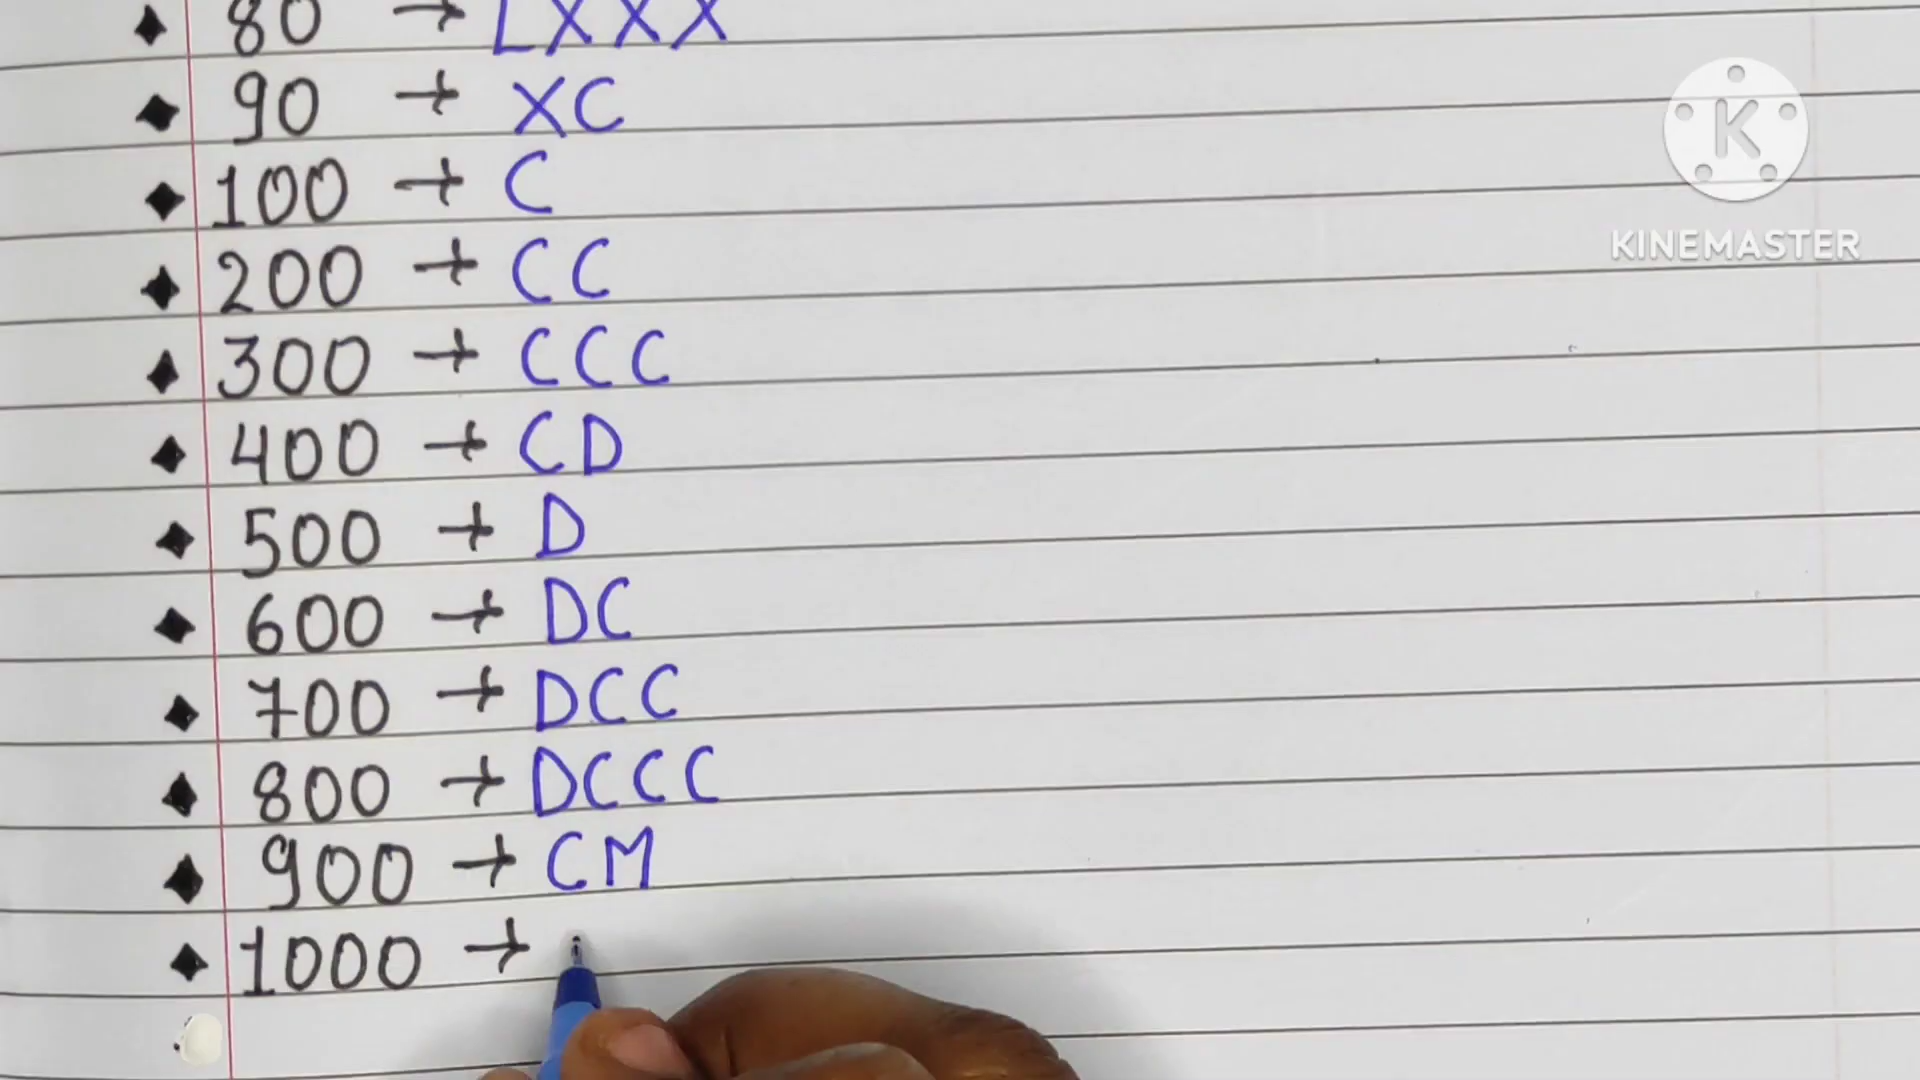 80 → LXXX
90 → XC
100 → C
200 → CC
300 → CCC
400 → CD
500 → D
600 → DC
700 → DCC
800 → DCCC
900 → CM
1000 →
K
KINEMASTER